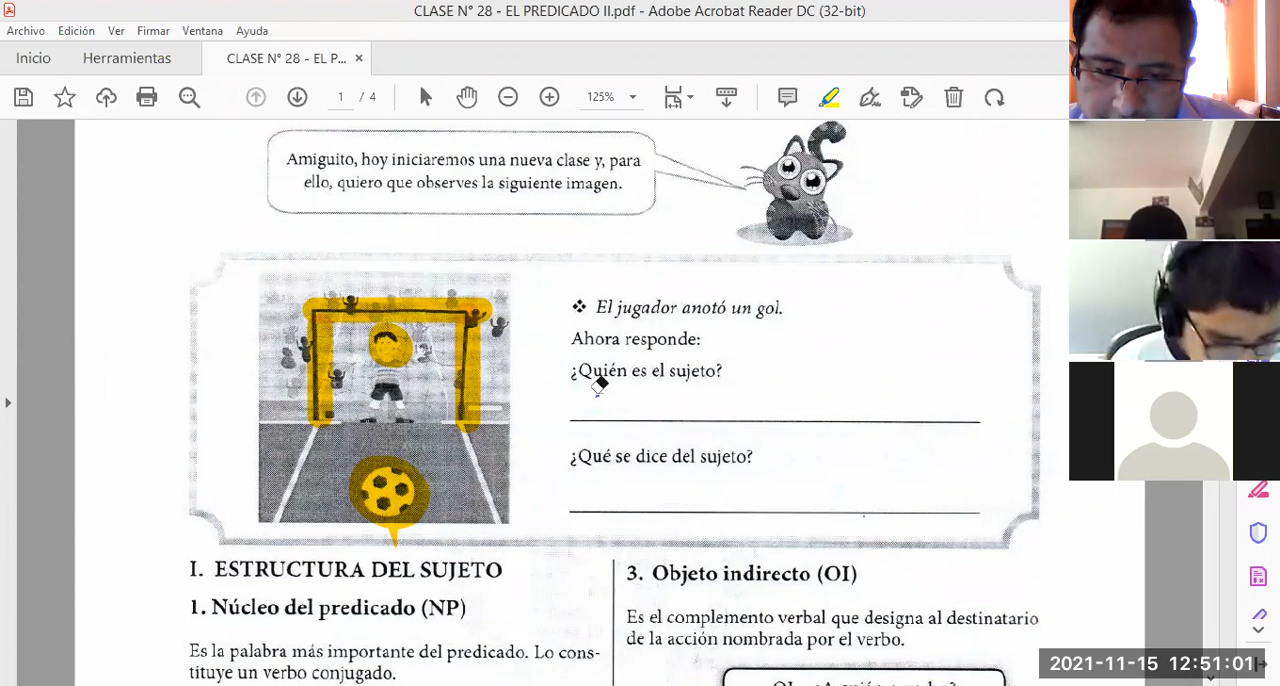 CLASE N° 28 - EL PREDICADO II.pdf - Adobe Acrobat Reader DC (32-bit)
Archivo Edición Ver Firmar Ventana Ayuda
Inicio Herramientas CLASE N° 28 - EL P... ×
1 / 4 125%
Amiguito, hoy iniciaremos una nueva clase y, para
ello, quiero que observes la siguiente imagen.
❖ El jugador anotó un gol.
Ahora responde:
¿Quién es el sujeto?
¿Qué se dice del sujeto?
I. ESTRUCTURA DEL SUJETO
1. Núcleo del predicado (NP)
Es la palabra más importante del predicado. Lo cons-
tituye un verbo conjugado.
3. Objeto indirecto (OI)
Es el complemento verbal que designa al destinatario
de la acción nombrada por el verbo.
2021-11-15 12:51:01